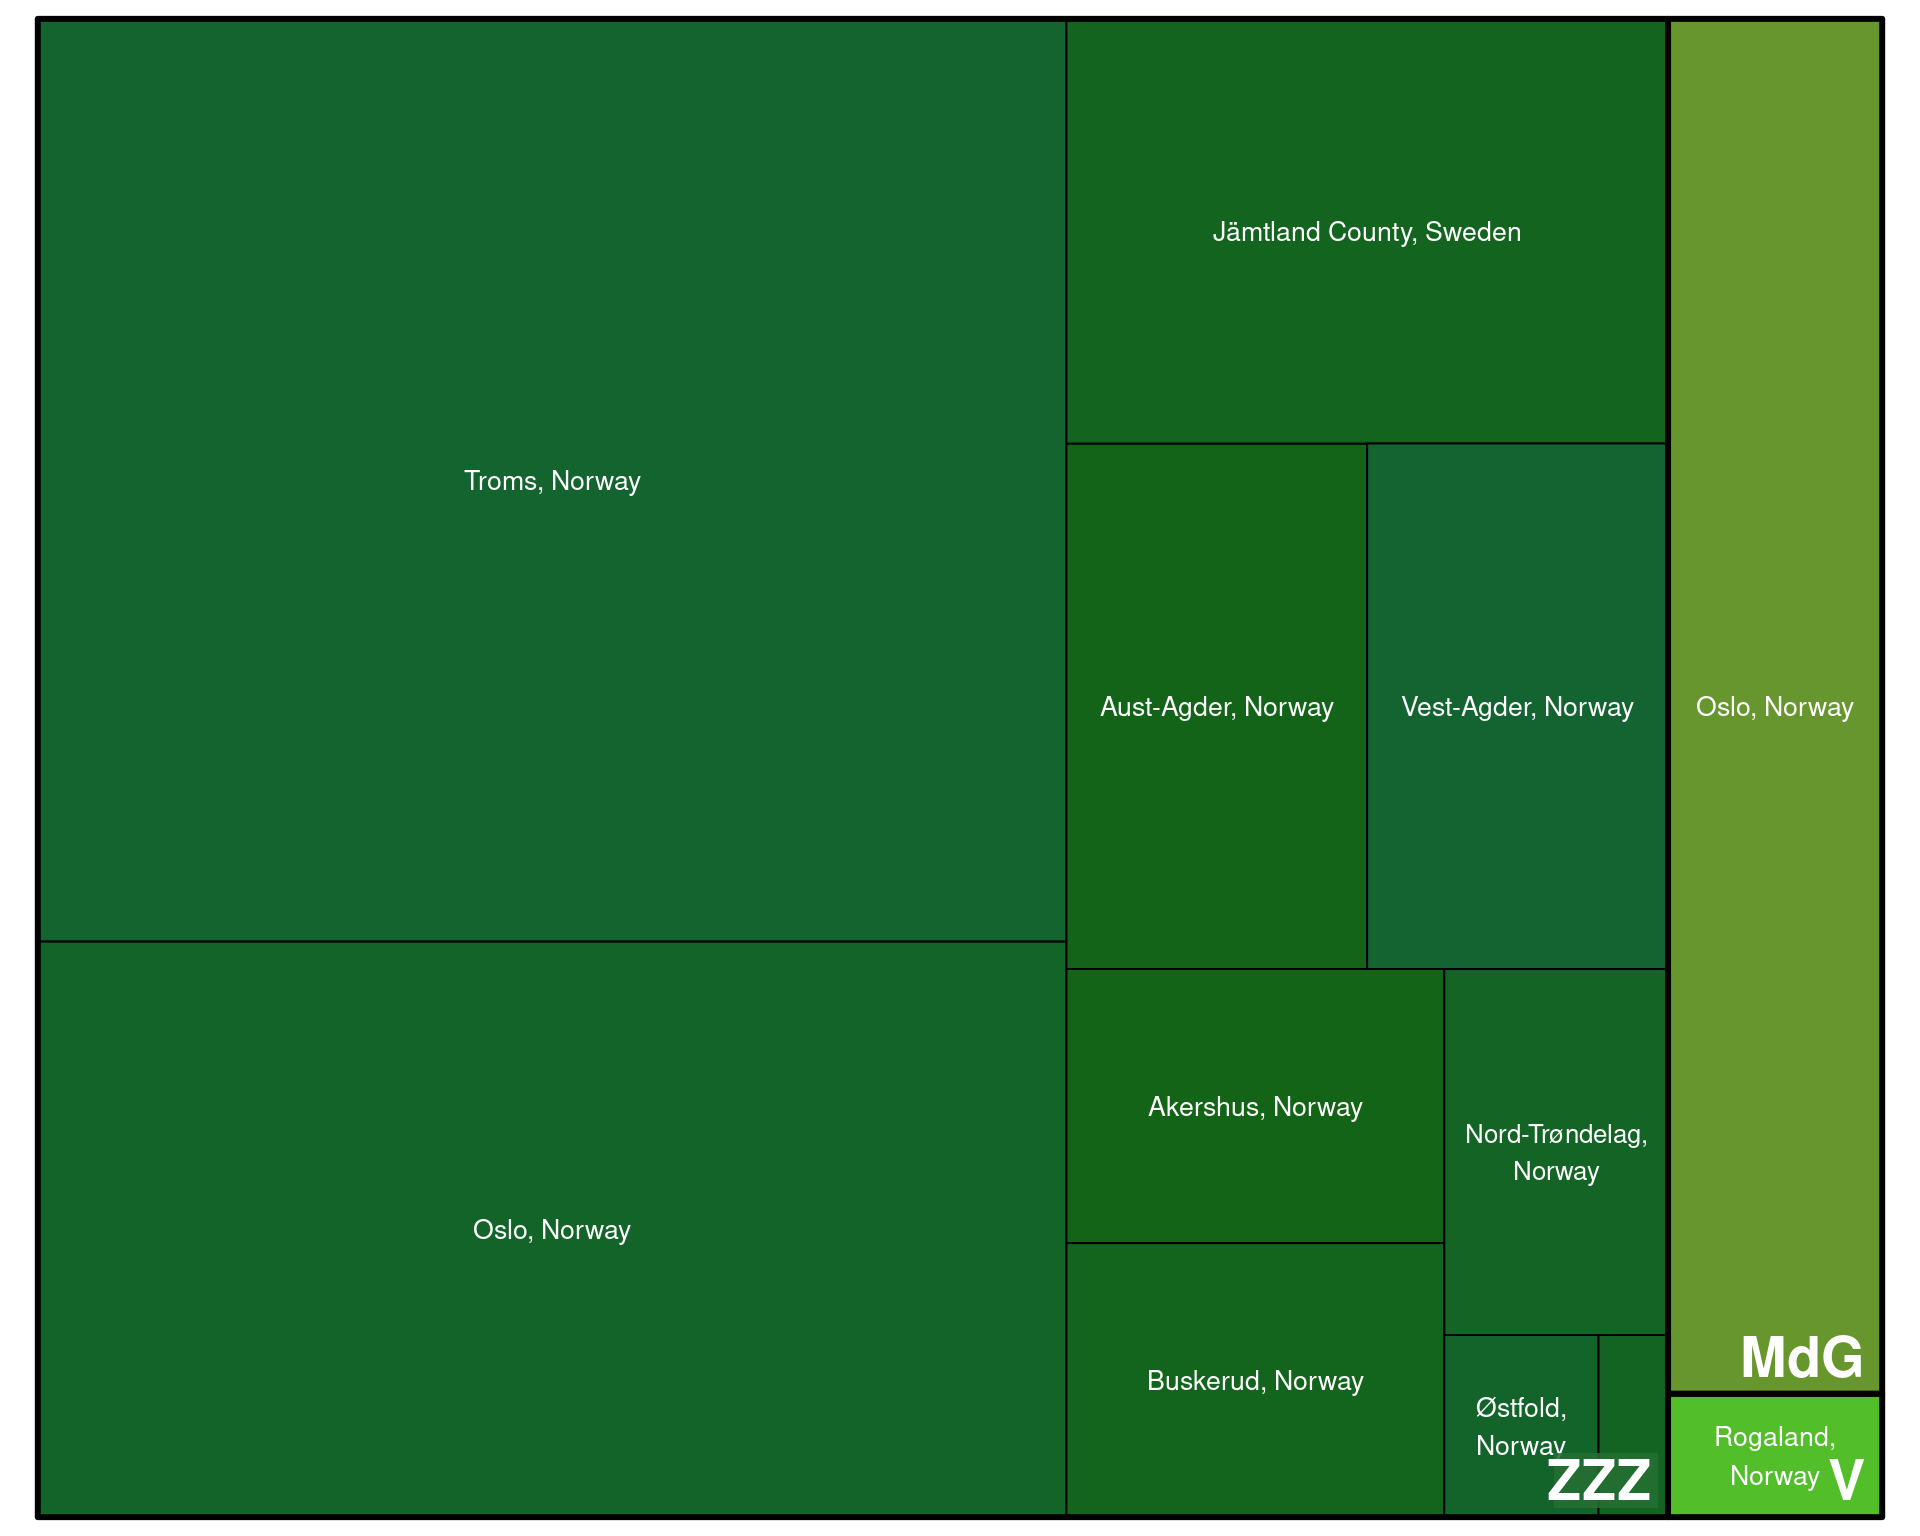 Troms, Norway
Oslo, Norway
Jämtland County, Sweden
Aust-Agder, Norway
Vest-Agder, Norway
Akershus, Norway
Buskerud, Norway
Nord-Trøndelag,
Norway
Østfold,
Norway
ZZZ
Oslo, Norway
MdG
Rogaland,
Norway
V